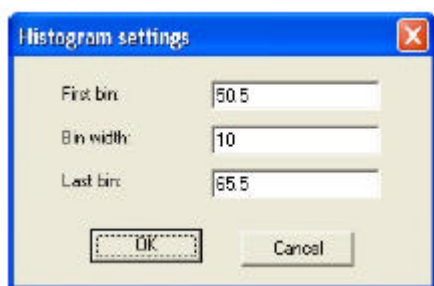 Histogram settings
First bin: 50.5
Bin width: 10
Last bin: 65.5
OK Cancel